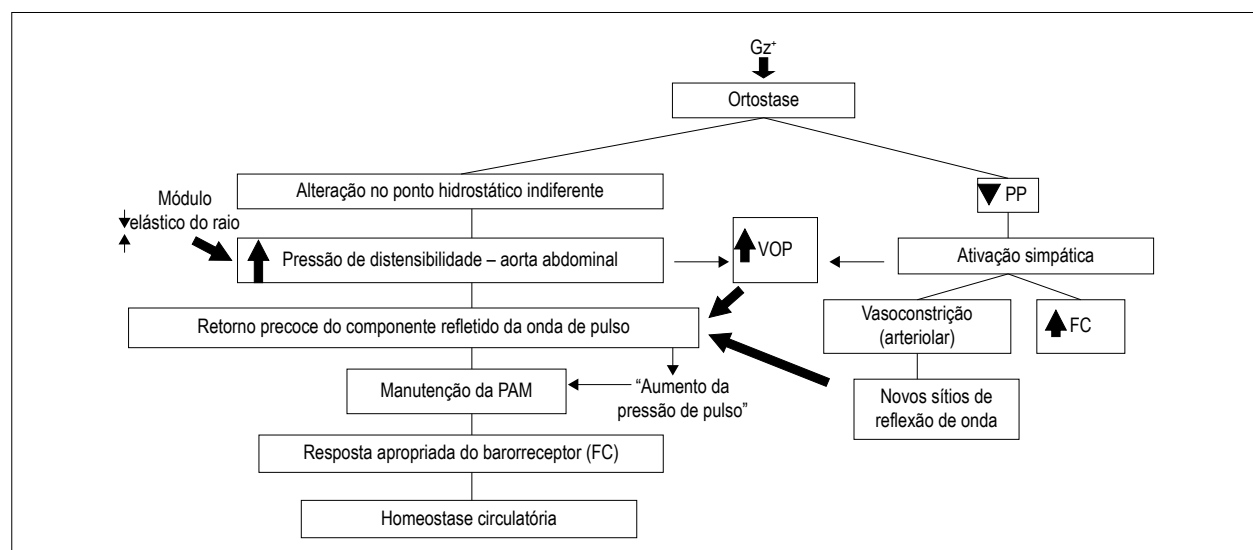 Gz⁺
Ortostase
Alteração no ponto hidrostático indiferente
PP
Módulo
elástico do raio
Pressão de distensibilidade – aorta abdominal
VOP
Ativação simpática
Retorno precoce do componente refletido da onda de pulso
Vasoconstrição
(arteriolar)
FC
Manutenção da PAM
“Aumento da
pressão de pulso”
Novos sítios de
reflexão de onda
Resposta apropriada do barorreceptor (FC)
Homeostase circulatória